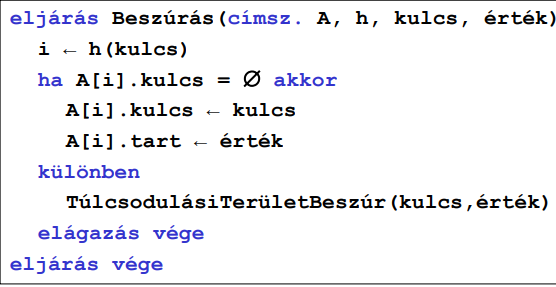 eljárás Beszúrás(címsz. A, h, kulcs, érték)
i ← h(kulcs)
ha A[i].kulcs = ∅ akkor
A[i].kulcs ← kulcs
A[i].tart ← érték
különben
TúlcsodulásiTerületBeszúr(kulcs,érték)
elágazás vége
eljárás vége